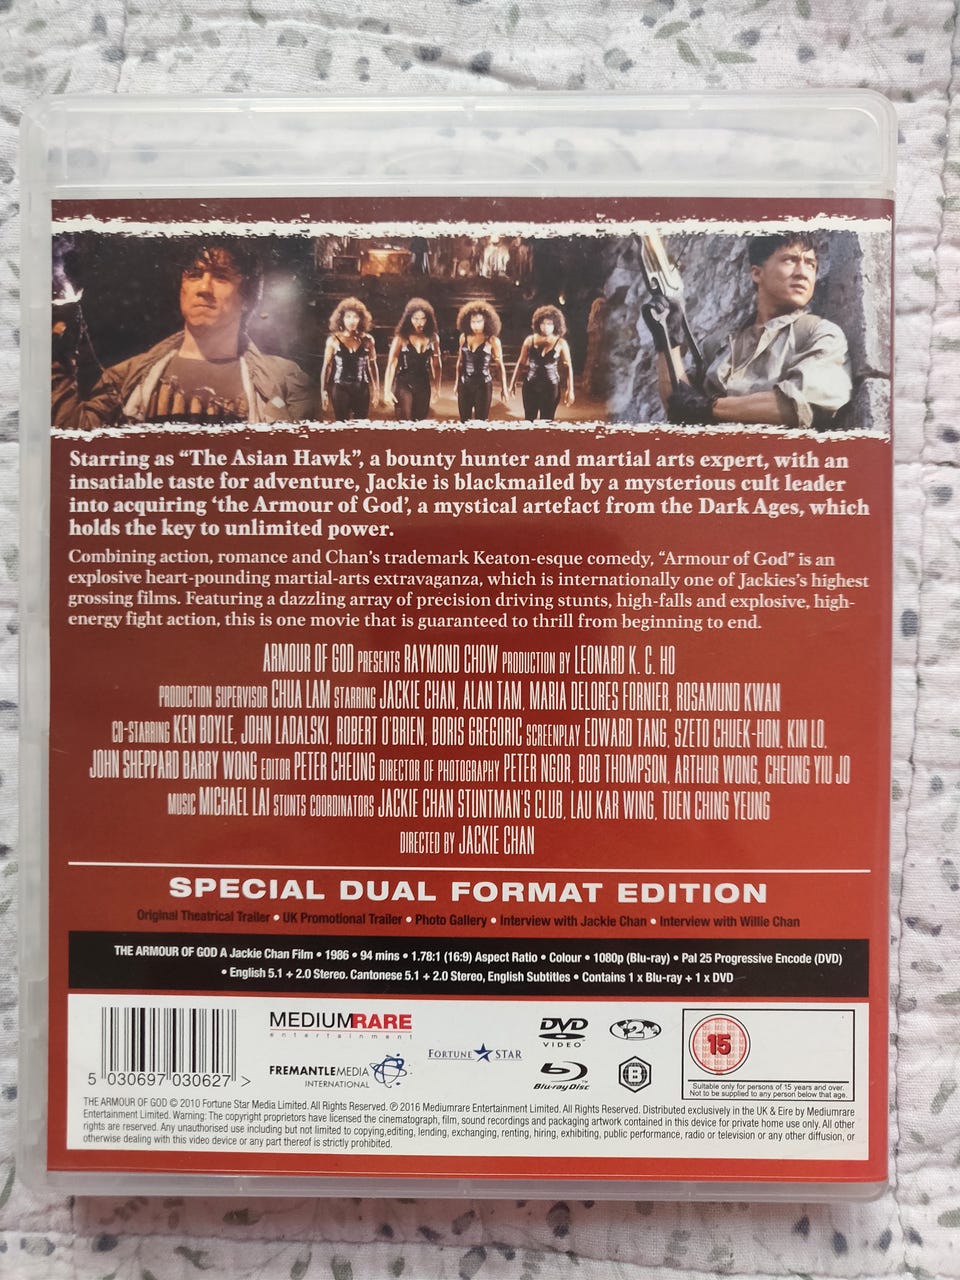 Starring as “The Asian Hawk”, a bounty hunter and martial arts expert, with an
insatiable taste for adventure, Jackie is blackmailed by a mysterious cult leader
into acquiring ‘the Armour of God’, a mystical artefact from the Dark Ages, which
holds the key to unlimited power.
Combining action, romance and Chan’s trademark Keaton-esque comedy, “Armour of God” is an
explosive heart-pounding martial-arts extravaganza, which is internationally one of Jackies’s highest
grossing films. Featuring a dazzling array of precision driving stunts, high-falls and explosive, high-
energy fight action, this is one movie that is guaranteed to thrill from beginning to end.
ARMOUR OF GOD PRESENTS RAYMOND CHOW PRODUCTION BY LEONARD K. C. HO
PRODUCTION SUPERVISOR CHUA LAM STARRING JACKIE CHAN, ALAN TAM, MARIA DELORES FORNIER, ROSAMUND KWAN
CO-STARRING KEN BOYLE, JOHN LADALSKI, ROBERT O'BRIEN, BORIS GREGORIC SCREENPLAY EDWARD TANG, SZETO CHUEK-HON, KIN LO,
JOHN SHEPPARD BARRY WONG EDITOR PETER CHEUNG DIRECTOR OF PHOTOGRAPHY PETER NGOR, BOB THOMPSON, ARTHUR WONG, CHEUNG YIU JO
MUSIC MICHAEL LAI STUNTS COORDINATORS JACKIE CHAN STUNTMAN'S CLUB, LAU KAR WING, TUEN CHING YEUNG
DIRECTED BY JACKIE CHAN
SPECIAL DUAL FORMAT EDITION
Original Theatrical Trailer • UK Promotional Trailer • Photo Gallery • Interview with Jackie Chan • Interview with Willie Chan
THE ARMOUR OF GOD A Jackie Chan Film • 1986 • 94 mins • 1.78:1 (16:9) Aspect Ratio • Colour • 1080p (Blu-ray) • Pal 25 Progressive Encode (DVD)
• English 5.1 + 2.0 Stereo. Cantonese 5.1 + 2.0 Stereo, English Subtitles • Contains 1 x Blu-ray + 1 x DVD
5 030697 030627 >
MEDIUMRARE
entertainment
FREMANTLEMEDIA
INTERNATIONAL
FORTUNE STAR
DVD
VIDEO
2
Blu-ray Disc
B
15
Suitable only for persons of 15 years and over.
Not to be supplied to any person below that age.
THE ARMOUR OF GOD © 2010 Fortune Star Media Limited. All Rights Reserved. ℗ 2016 Mediumrare Entertainment Limited. All Rights Reserved. Distributed exclusively in the UK & Eire by Mediumrare
Entertainment Limited. Warning: The copyright proprietors have licensed the cinematograph, film, sound recordings and packaging artwork contained in this device for private home use only. All other
rights are reserved. Any unauthorised use including but not limited to copying,editing, lending, exchanging, renting, hiring, exhibiting, public performance, radio or television or any other diffusion, or
otherwise dealing with this video device or any part thereof is strictly prohibited.